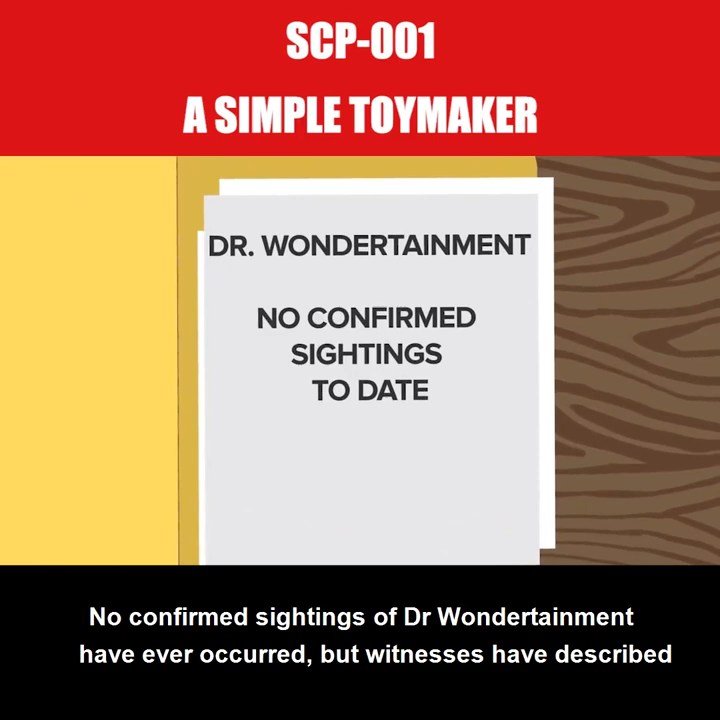 SCP-001
A SIMPLE TOYMAKER
DR. WONDERTAINMENT
NO CONFIRMED
SIGHTINGS
TO DATE
No confirmed sightings of Dr Wondertainment
have ever occurred, but witnesses have described